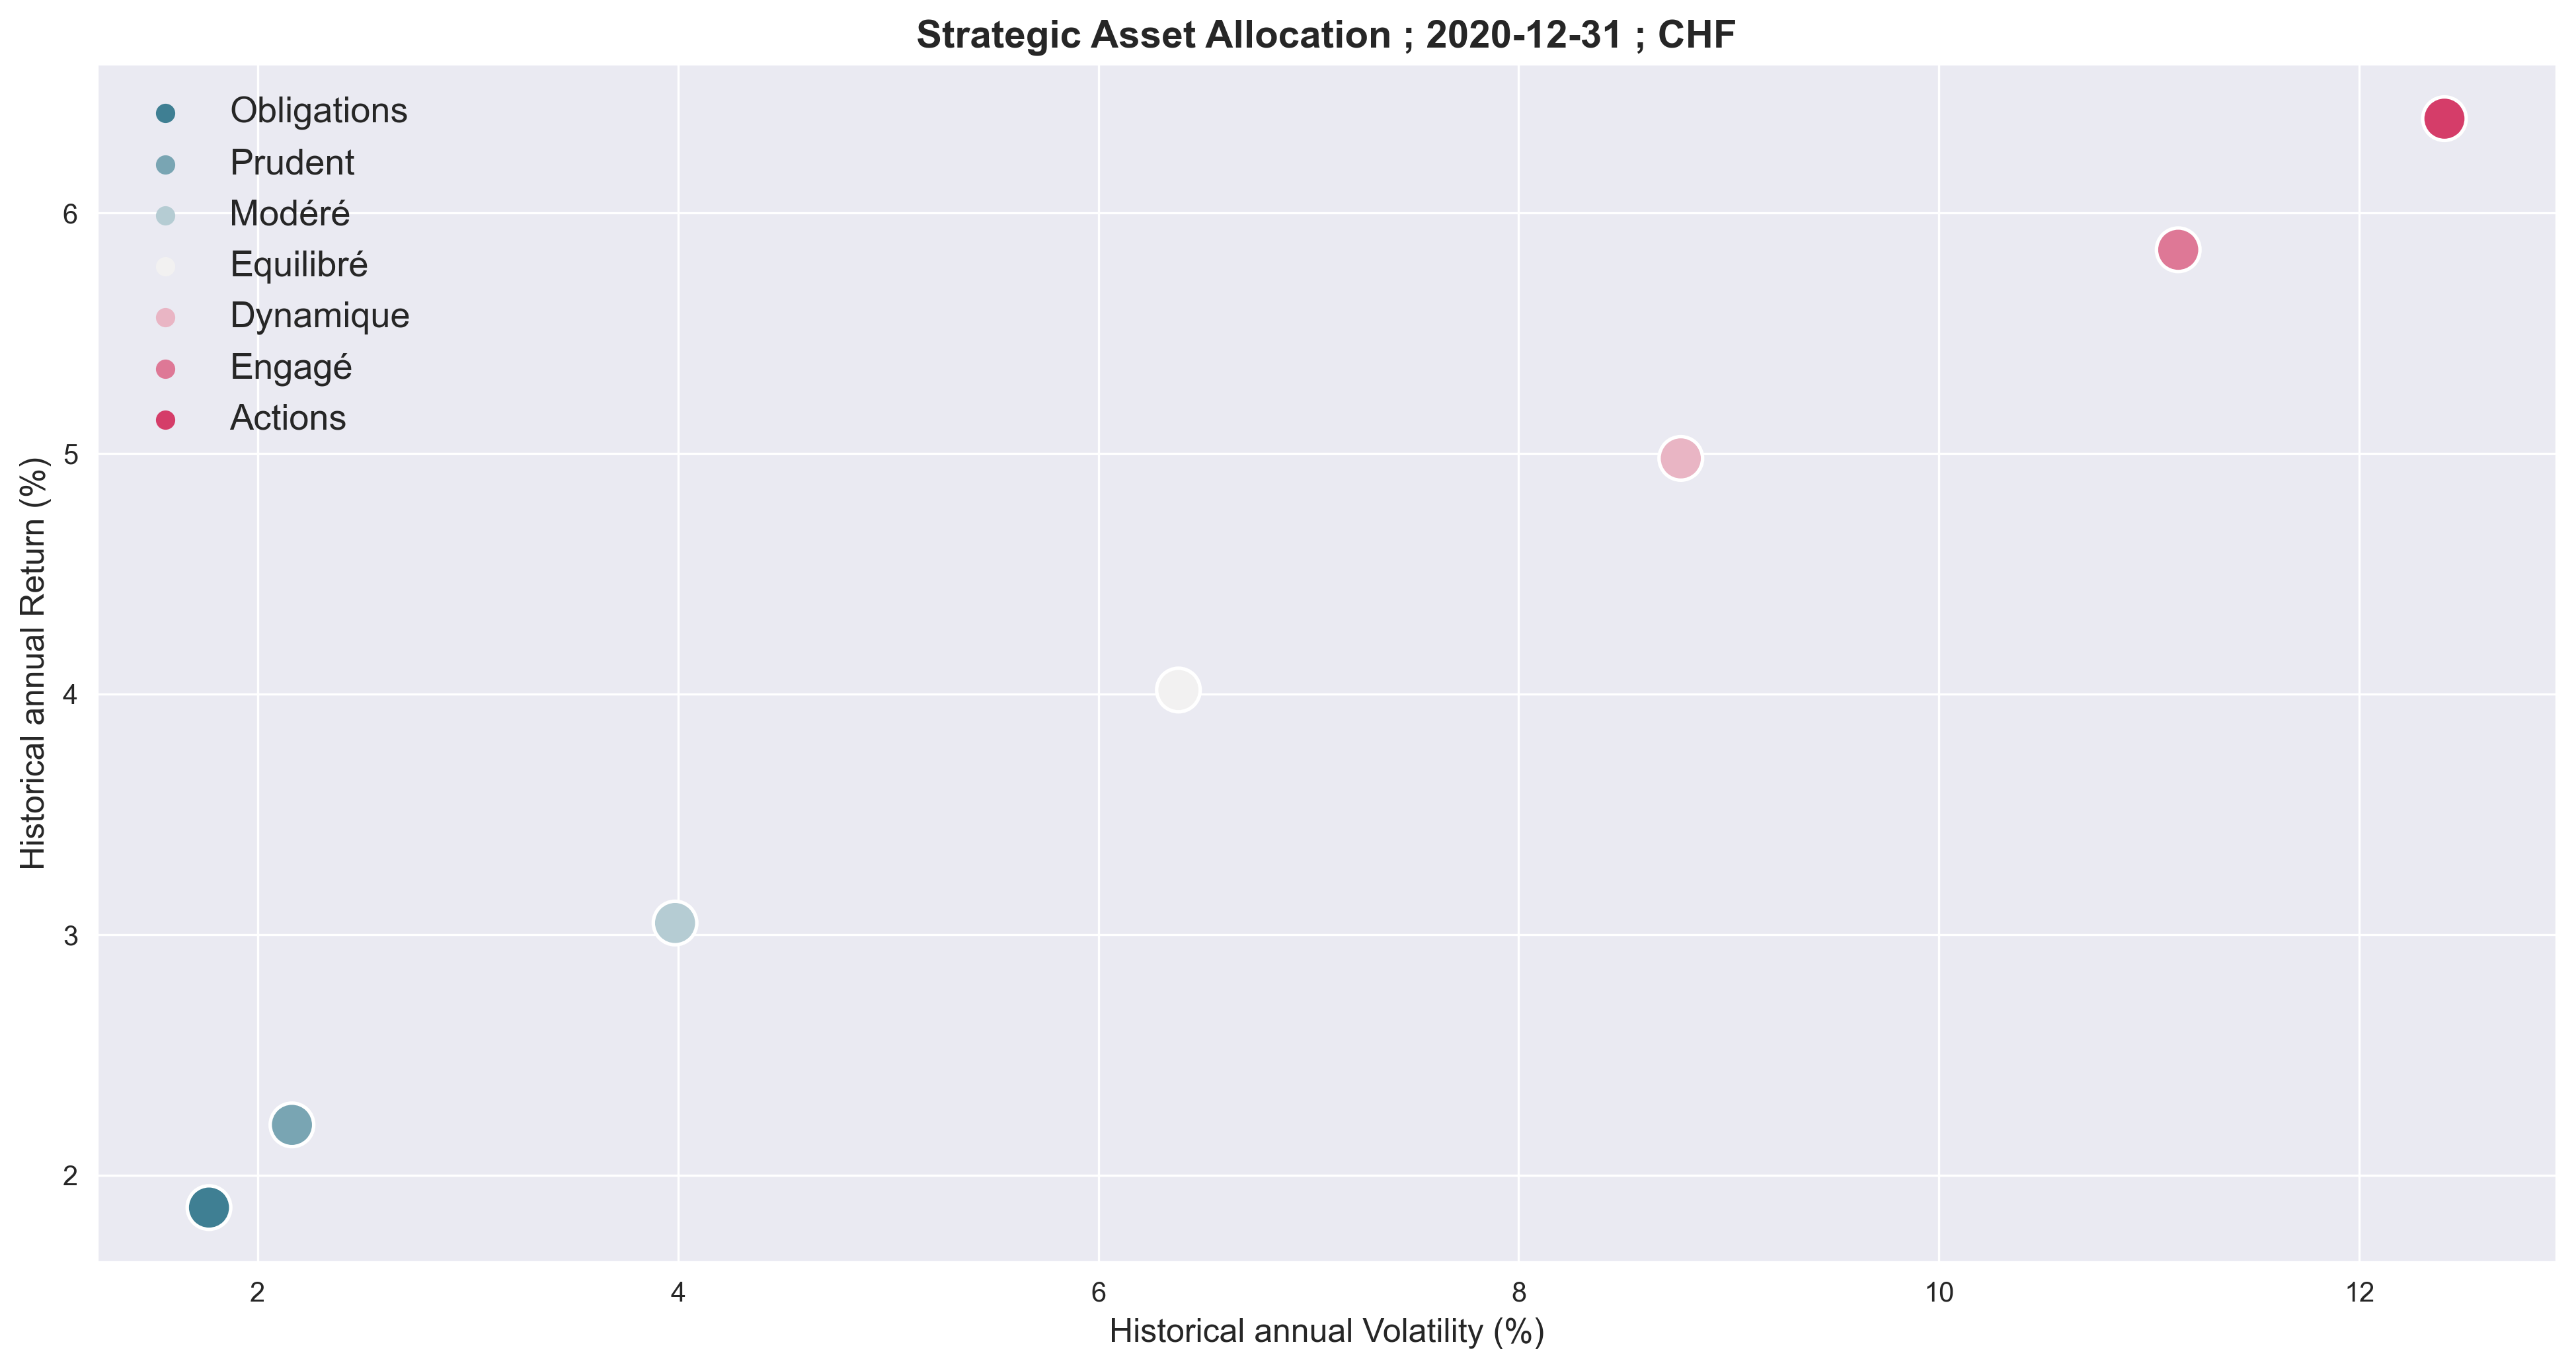 Strategic Asset Allocation ; 2020-12-31 ; CHF
Obligations
Prudent
Modéré
Equilibré
Dynamique
Engagé
Actions
Historical annual Return (%)
6
5
4
3
2
2
4
6
8
10
12
Historical annual Volatility (%)